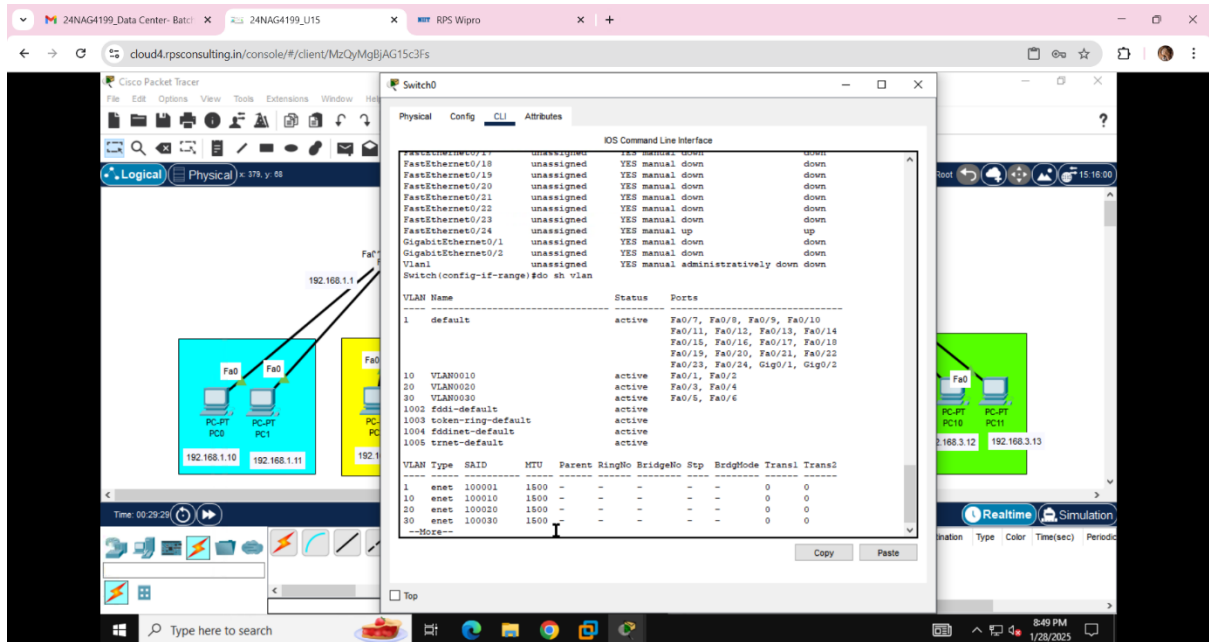 24NAG4199_Data Center- Batch
24NAG4199_U15
RPS Wipro
cloud4.rpsconsulting.in/console/#/client/MzQyMgBjAG15c3Fs
Cisco Packet Tracer
File Edit Options View Tools Extensions Window Hel
Logical Physical x: 379, y: 68
Root 15:16:00
Switch0
Physical Config CLI Attributes
IOS Command Line Interface
FastEthernet0/17 unassigned YES manual down down
FastEthernet0/18 unassigned YES manual down down
FastEthernet0/19 unassigned YES manual down down
FastEthernet0/20 unassigned YES manual down down
FastEthernet0/21 unassigned YES manual down down
FastEthernet0/22 unassigned YES manual down down
FastEthernet0/23 unassigned YES manual down down
FastEthernet0/24 unassigned YES manual up up
GigabitEthernet0/1 unassigned YES manual down down
GigabitEthernet0/2 unassigned YES manual down down
Vlan1 unassigned YES manual administratively down down
Switch(config-if-range)#do sh vlan
VLAN Name Status Ports
---- -------------------------------- --------- -------------------------------
1 default active Fa0/7, Fa0/8, Fa0/9, Fa0/10
Fa0/11, Fa0/12, Fa0/13, Fa0/14
Fa0/15, Fa0/16, Fa0/17, Fa0/18
Fa0/19, Fa0/20, Fa0/21, Fa0/22
Fa0/23, Fa0/24, Gig0/1, Gig0/2
10 VLAN0010 active Fa0/1, Fa0/2
20 VLAN0020 active Fa0/3, Fa0/4
30 VLAN0030 active Fa0/5, Fa0/6
1002 fddi-default active
1003 token-ring-default active
1004 fddinet-default active
1005 trnet-default active
VLAN Type SAID MTU Parent RingNo BridgeNo Stp BrdgMode Trans1 Trans2
---- ----- ---------- ----- ------ ------ -------- ---- -------- ------ ------
1 enet 100001 1500 - - - - - 0 0
10 enet 100010 1500 - - - - - 0 0
20 enet 100020 1500 - - - - - 0 0
30 enet 100030 1500 - - - - - 0 0
--More--
Copy Paste
Top
192.168.1.1
Fa0 Fa0
PC-PT PC-PT
PC0 PC1
192.168.1.10 192.168.1.11
Fa0
PC-PT PC-PT
PC10 PC11
2.168.3.12 192.168.3.13
Time: 00:29:29
Realtime Simulation
Type Color Time(sec) Periodic
Type here to search
8:49 PM
1/28/2025